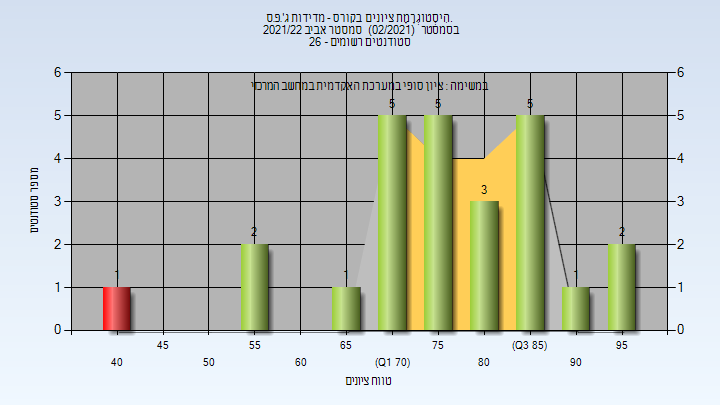 היסטוגרמת ציונים בקורס - מדידות ג'.פ.ס.
בסמסטר (02/2021) סמסטר אביב 2021/22
סטודנטים רשומים - 26
במשימה : ציון סופי במערכת האקדמית במחשב המרכזי
מספר סטודנטים
6 6
5 5
4 4
3 3
2 2
1 1
0 0
1 2 1 5 5 3 5 1 2
45 55 65 75 (Q3 85) 95
40 50 60 (Q1 70) 80 90
טווח ציונים